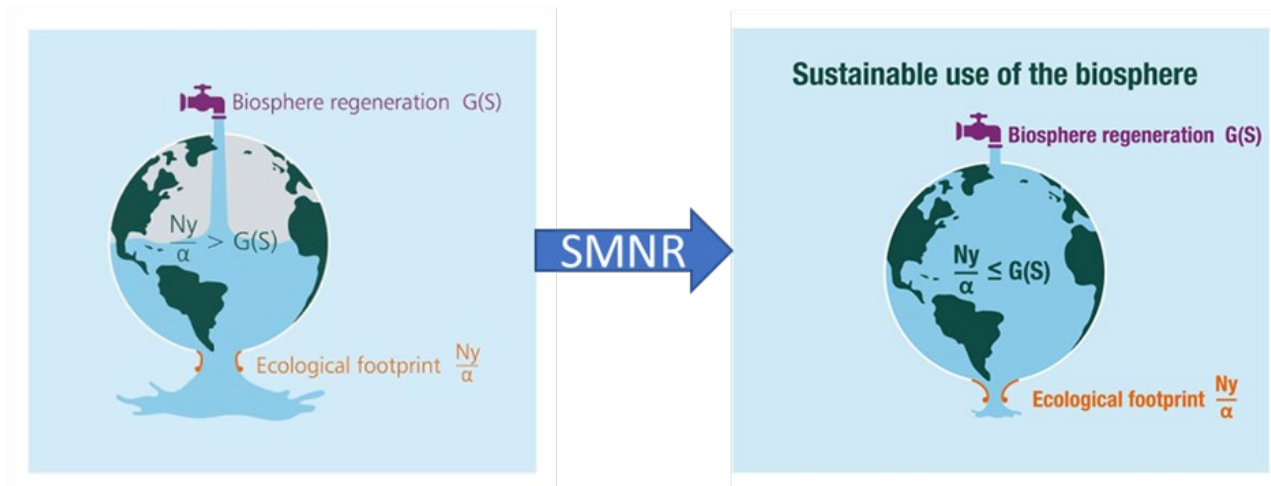 Biosphere regeneration G(S)
Ny/α > G(S)
Ecological footprint Ny/α
SMNR
Sustainable use of the biosphere
Biosphere regeneration G(S)
Ny/α ≤ G(S)
Ecological footprint Ny/α